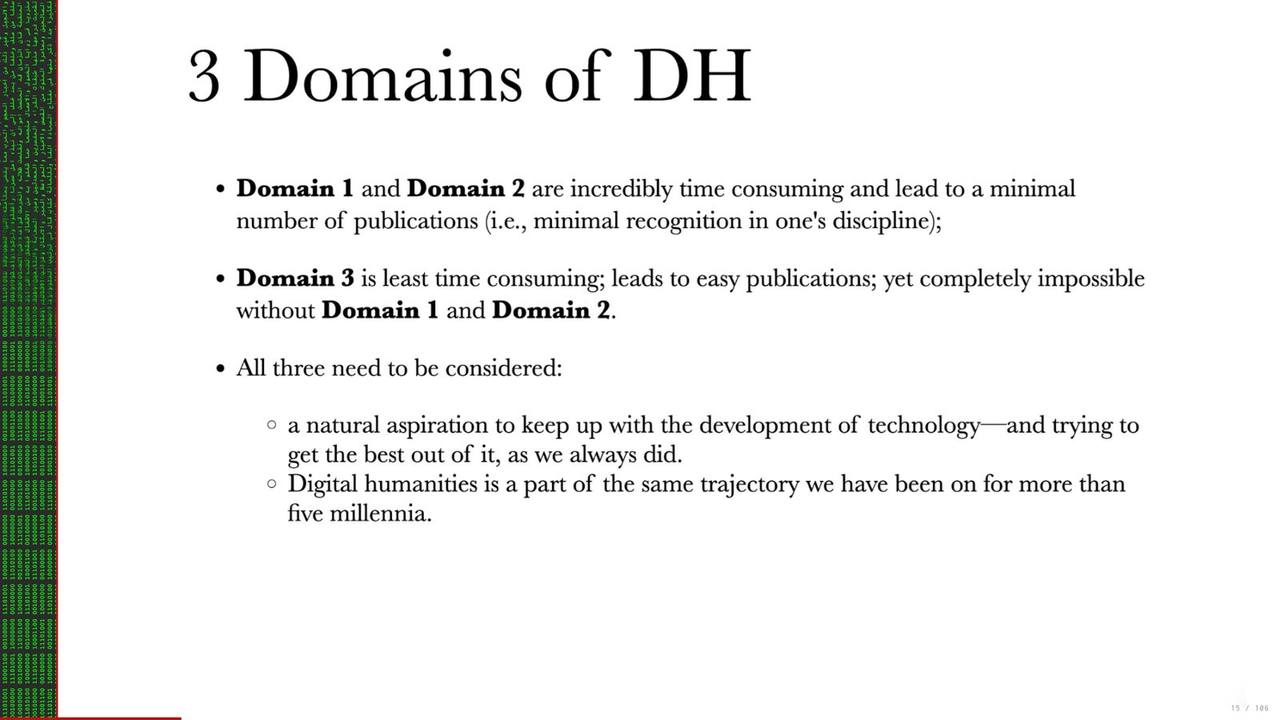 3 Domains of DH
• Domain 1 and Domain 2 are incredibly time consuming and lead to a minimal
number of publications (i.e., minimal recognition in one's discipline);
• Domain 3 is least time consuming; leads to easy publications; yet completely impossible
without Domain 1 and Domain 2.
• All three need to be considered:
○ a natural aspiration to keep up with the development of technology—and trying to
get the best out of it, as we always did.
○ Digital humanities is a part of the same trajectory we have been on for more than
five millennia.
15 / 106